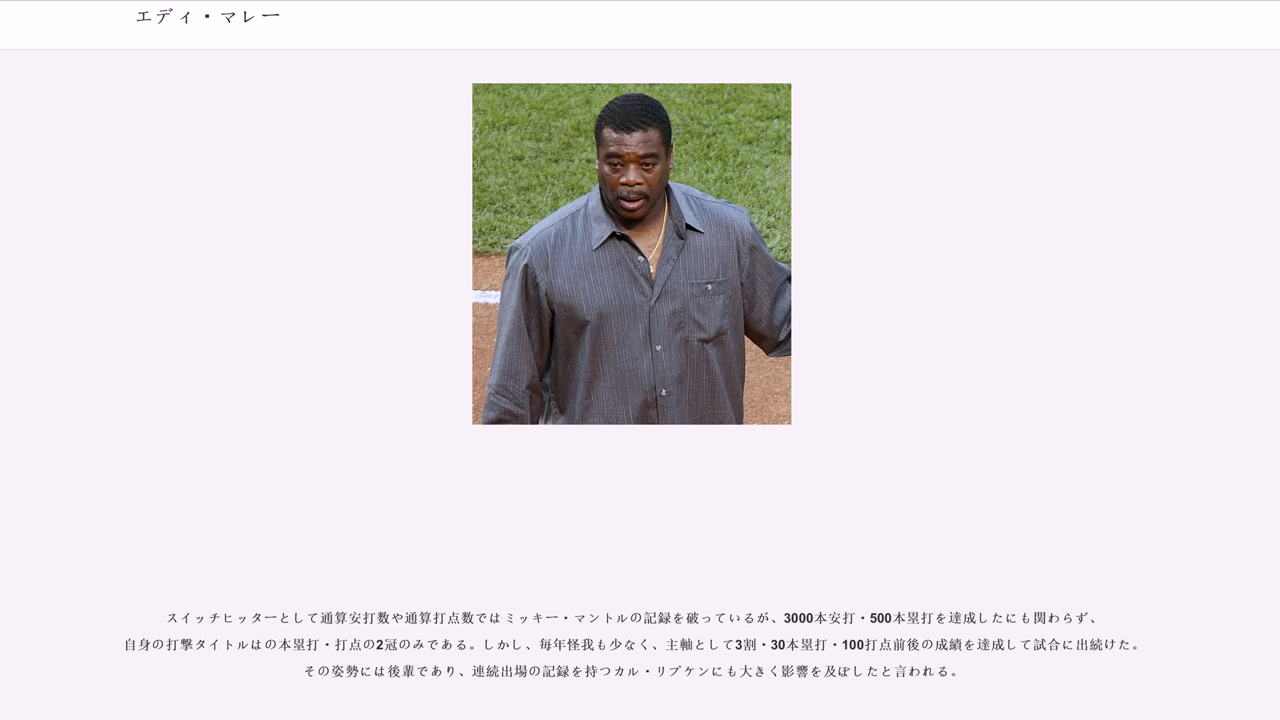 エディ・マレー
スイッチヒッターとして通算安打数や通算打点数ではミッキー・マントルの記録を破っているが、3000本安打・500本塁打を達成したにも関わらず、
自身の打撃タイトルはの本塁打・打点の2冠のみである。しかし、毎年怪我も少なく、主軸として3割・30本塁打・100打点前後の成績を達成して試合に出続けた。
その姿勢には後輩であり、連続出場の記録を持つカル・リプケンにも大きく影響を及ぼしたと言われる。